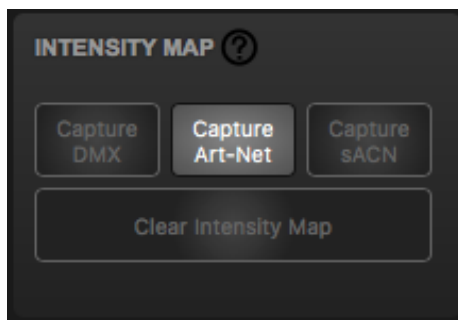 INTENSITY MAP ?
Capture DMX
Capture Art-Net
Capture sACN
Clear Intensity Map